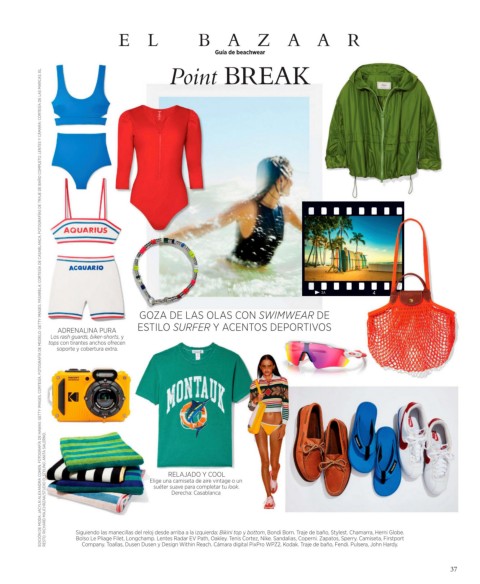 EL BAZAAR
Guía de beachwear
Point BREAK
AQUARIUS
ACQUARIO
GOZA DE LAS OLAS CON SWIMWEAR DE
ESTILO SURFER Y ACENTOS DEPORTIVOS
ADRENALINA PURA
Los rash guards, biker-shorts, y
tops con tirantes anchos ofrecen
soporte y cobertura extra.
KODAK
MONTAUK
RELAJADO Y COOL
Elige una camiseta de aire vintage o un
suéter suave para completar tu look.
Derecha: Casablanca
Siguiendo las manecillas del reloj desde arriba a la izquierda: Bikini top y bottom, Bondi Born. Traje de baño, Stylest. Chamarra, Herní Globe.
Bolso Le Pliage Filet, Longchamp. Lentes Radar EV Path, Oakley. Tenis Cortez, Nike. Sandalias, Coperni. Zapatos, Sperry. Camiseta, Firstport
Company. Toallas, Dusen Dusen y Design Within Reach. Cámara digital PixPro WPZ2, Kodak. Traje de baño, Fendi. Pulsera, John Hardy.
37